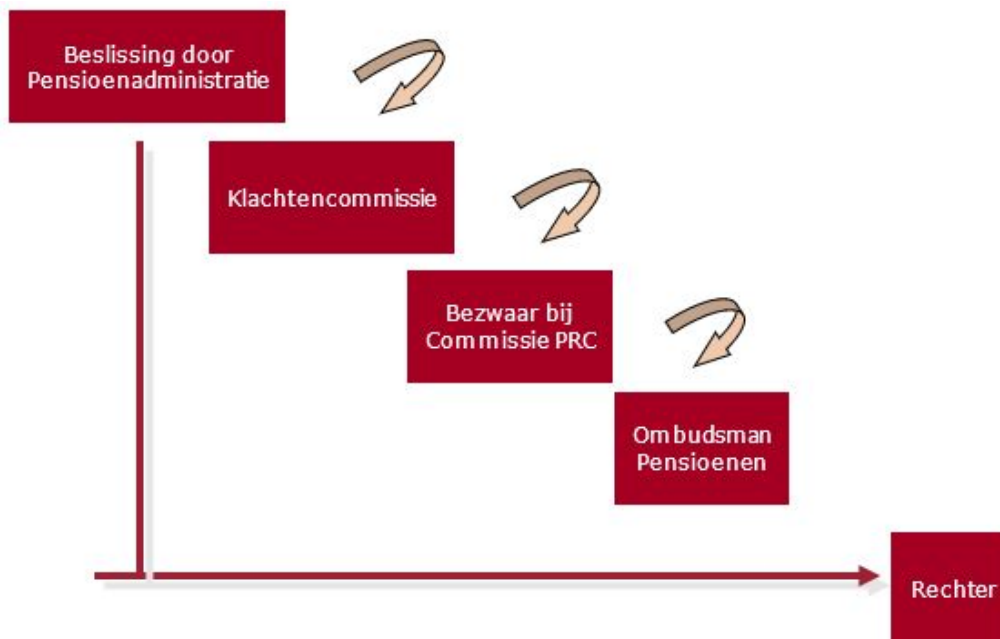 Beslissing door
Pensioenadministratie
Klachtencommissie
Bezwaar bij
Commissie PRC
Ombudsman
Pensioenen
Rechter